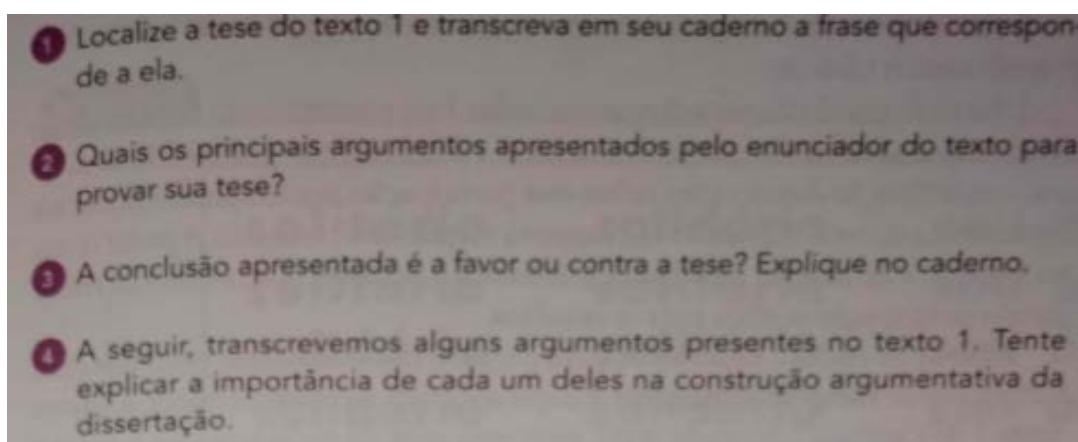 1 Localize a tese do texto 1 e transcreva em seu caderno a frase que correspon-
de a ela.
2 Quais os principais argumentos apresentados pelo enunciador do texto para
provar sua tese?
3 A conclusão apresentada é a favor ou contra a tese? Explique no caderno.
4 A seguir, transcrevemos alguns argumentos presentes no texto 1. Tente
explicar a importância de cada um deles na construção argumentativa da
dissertação.